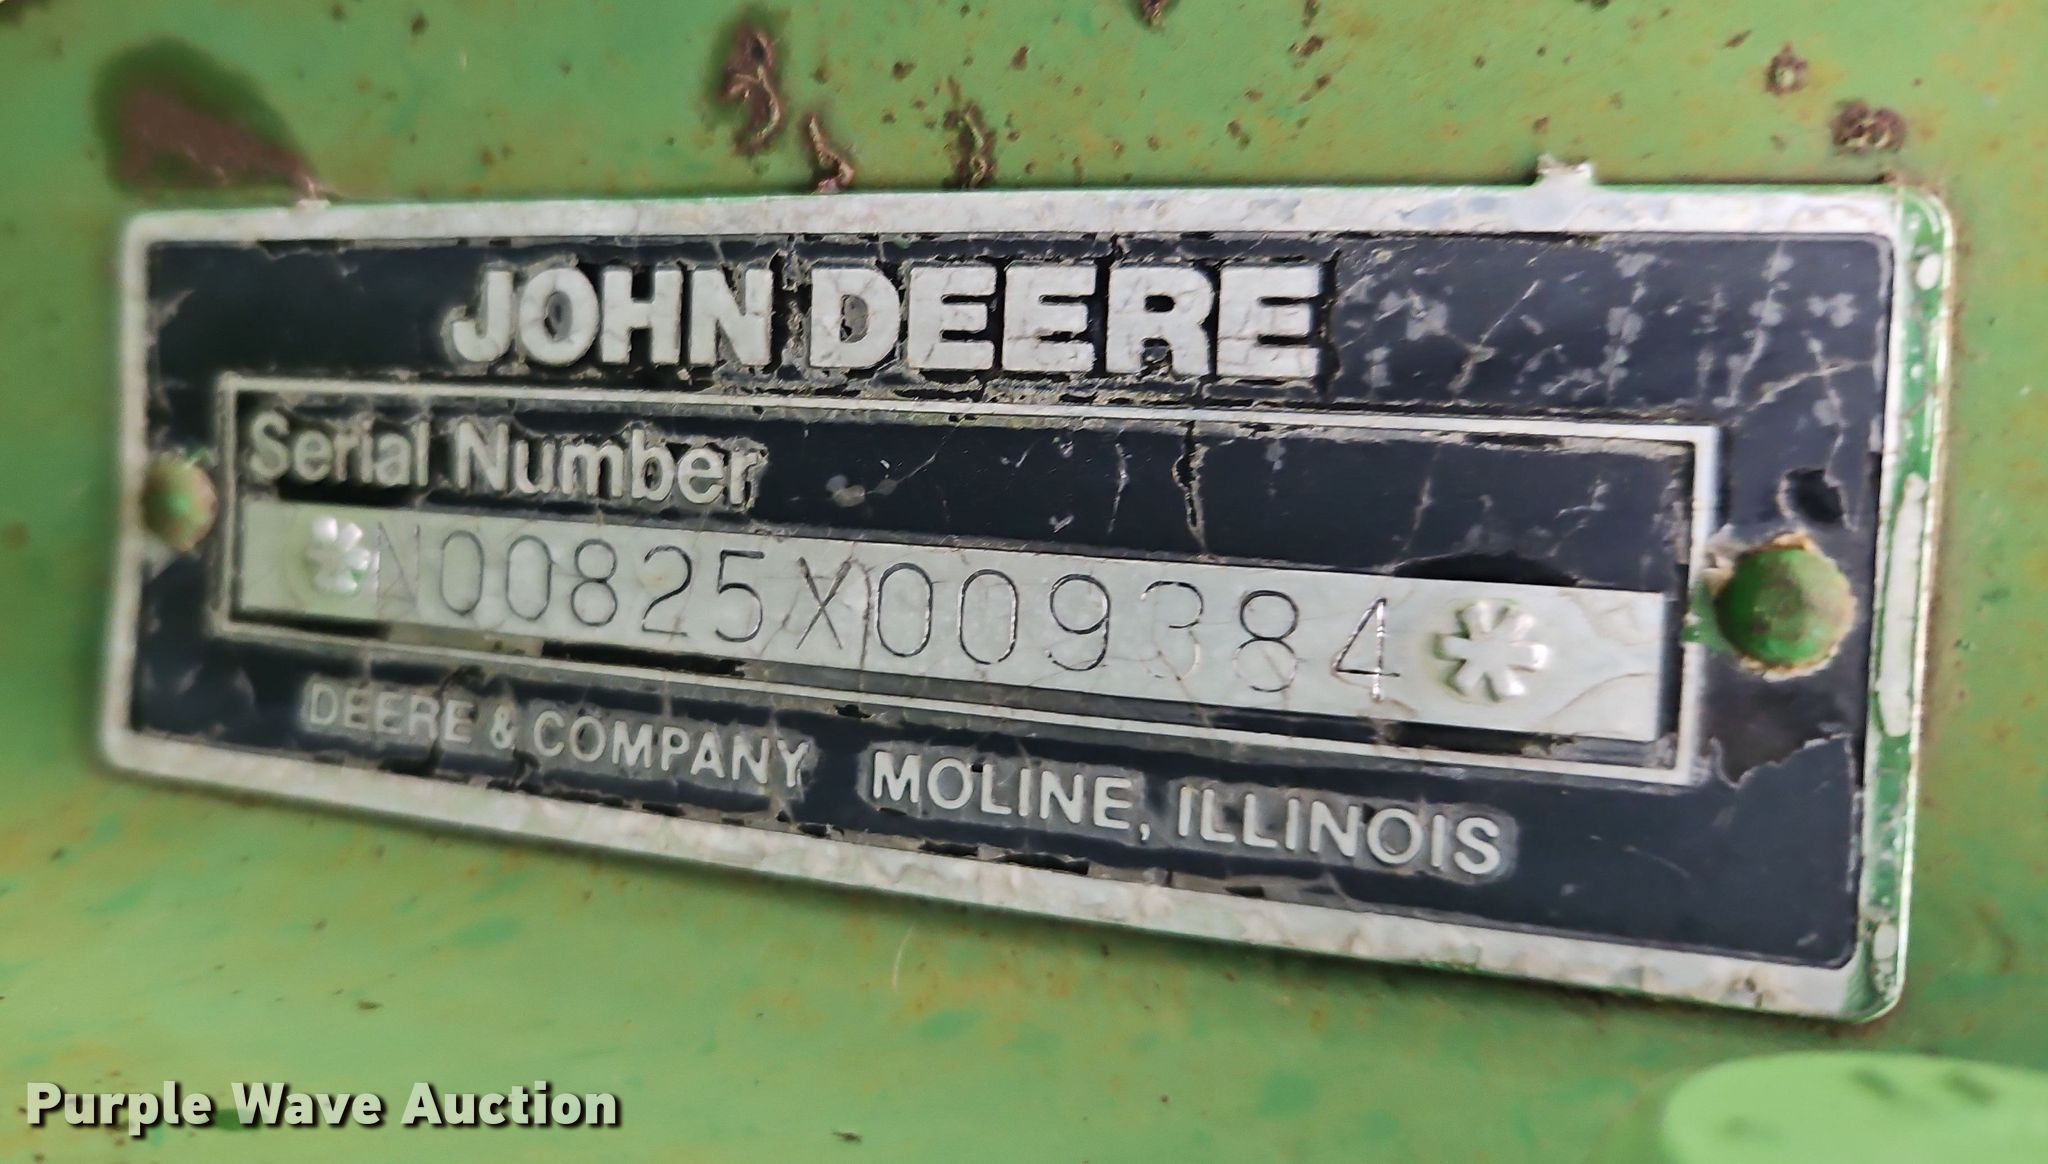 JOHN DEERE
Serial Number
*N00825X009384*
DEERE & COMPANY MOLINE, ILLINOIS
Purple Wave Auction